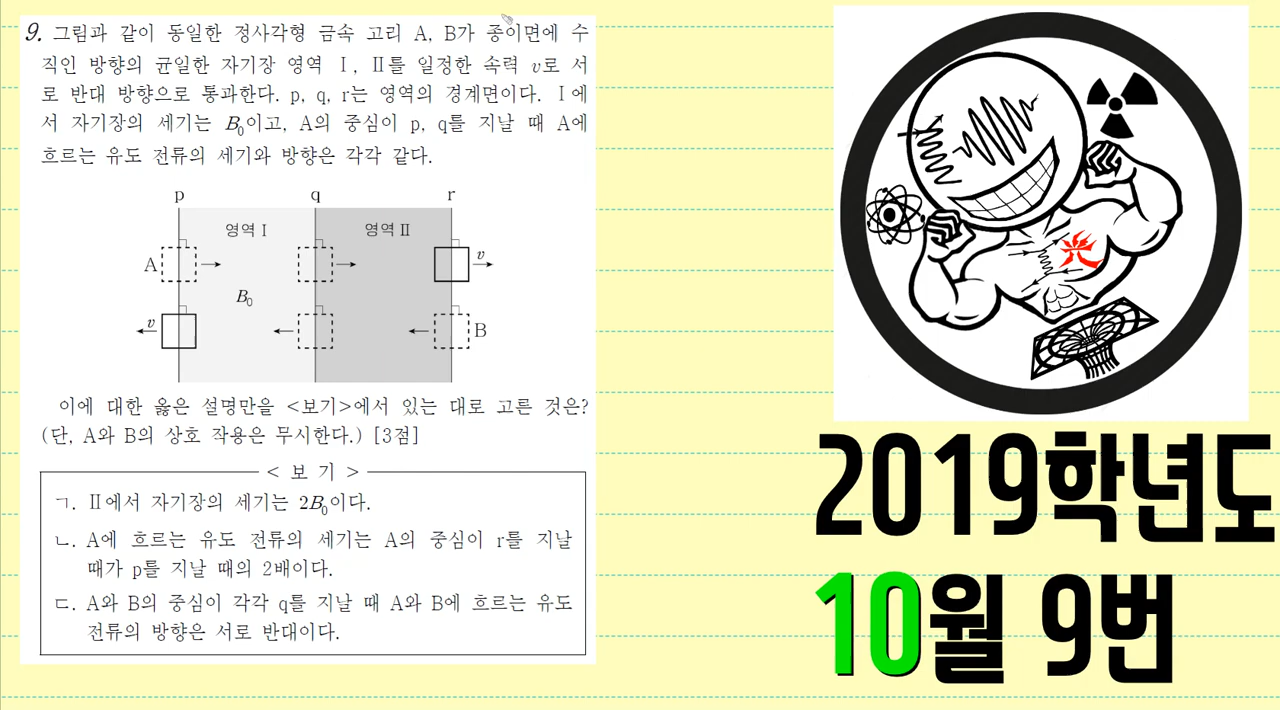 9. 그림과 같이 동일한 정사각형 금속 고리 A, B가 종이면에 수
직인 방향의 균일한 자기장 영역 Ⅰ, Ⅱ를 일정한 속력 v로 서
로 반대 방향으로 통과한다. p, q, r는 영역의 경계면이다. Ⅰ에
서 자기장의 세기는 B₀이고, A의 중심이 p, q를 지날 때 A에
흐르는 유도 전류의 세기와 방향은 각각 같다.
p q r
영역 Ⅰ 영역 Ⅱ
A v
B₀
v B
이에 대한 옳은 설명만을 <보기>에서 있는 대로 고른 것은?
(단, A와 B의 상호 작용은 무시한다.) [3점]
< 보 기 >
ㄱ. Ⅱ에서 자기장의 세기는 2B₀이다.
ㄴ. A에 흐르는 유도 전류의 세기는 A의 중심이 r를 지날
때가 p를 지날 때의 2배이다.
ㄷ. A와 B의 중심이 각각 q를 지날 때 A와 B에 흐르는 유도
전류의 방향은 서로 반대이다.
2019학년도
10월 9번